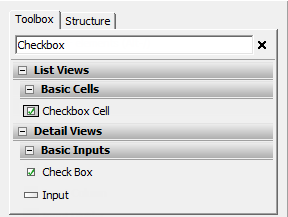 Toolbox Structure
Checkbox
List Views
Basic Cells
Checkbox Cell
Detail Views
Basic Inputs
Check Box
Input